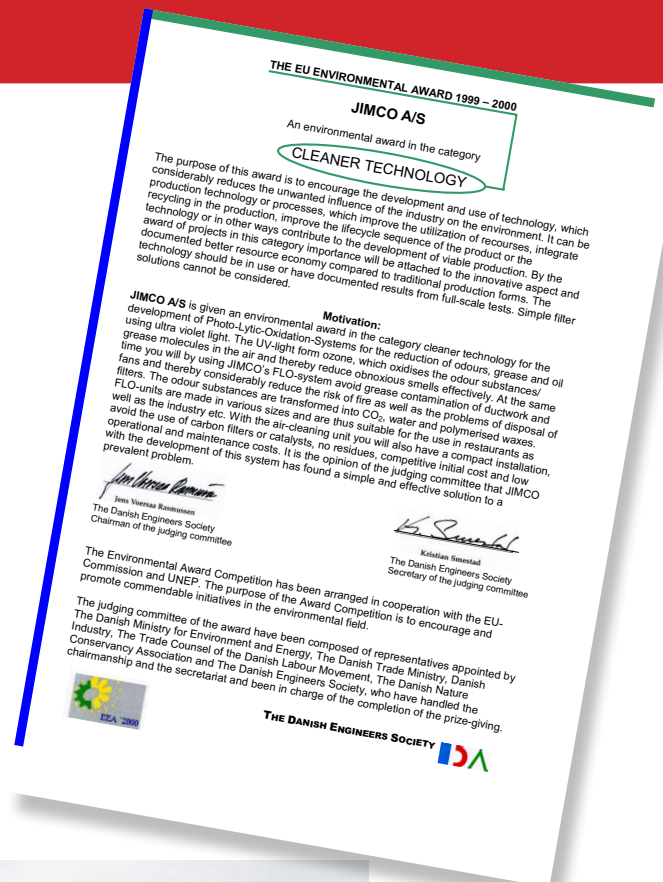 THE EU ENVIRONMENTAL AWARD 1999 – 2000
JIMCO A/S
An environmental award in the category
CLEANER TECHNOLOGY
The purpose of this award is to encourage the development and use of technology, which
considerably reduces the unwanted influence of the industry on the environment. It can be
production technology or processes, which improve the utilization of recourses, integrate
recycling in the production, improve the lifecycle sequence of the product or the
technology or in other ways contribute to the development of viable production. By the
award of projects in this category importance will be attached to the innovative aspect and
documented better resource economy compared to traditional production forms. The
technology should be in use or have documented results from full-scale tests. Simple filter
solutions cannot be considered.
Motivation:
JIMCO A/S is given an environmental award in the category cleaner technology for the
development of Photo-Lytic-Oxidation-Systems for the reduction of odours, grease and oil
using ultra violet light. The UV-light form ozone, which oxidises the odour substances/
grease molecules in the air and thereby reduce obnoxious smells effectively. At the same
time you will by using JIMCO's FLO-system avoid grease contamination of ductwork and
fans and thereby considerably reduce the risk of fire as well as the problems of disposal of
filters. The odour substances are transformed into CO₂, water and polymerised waxes.
FLO-units are made in various sizes and are thus suitable for the use in restaurants as
well as the industry etc. With the air-cleaning unit you will also have a compact installation,
avoid the use of carbon filters or catalysts, no residues, competitive initial cost and low
operational and maintenance costs. It is the opinion of the judging committee that JIMCO
with the development of this system has found a simple and effective solution to a
prevalent problem.
Jens Voersaa Rasmussen
The Danish Engineers Society
Chairman of the judging committee
K. Smestad
Kristian Smestad
The Danish Engineers Society
Secretary of the judging committee
The Environmental Award Competition has been arranged in cooperation with the EU-
Commission and UNEP. The purpose of the Award Competition is to encourage and
promote commendable initiatives in the environmental field.
The judging committee of the award have been composed of representatives appointed by
The Danish Ministry for Environment and Energy, The Danish Trade Ministry, Danish
Industry, The Trade Counsel of the Danish Labour Movement, The Danish Nature
Conservancy Association and The Danish Engineers Society, who have handled the
chairmanship and the secretariat and been in charge of the completion of the prize-giving.
EEA '2000
THE DANISH ENGINEERS SOCIETY IDA